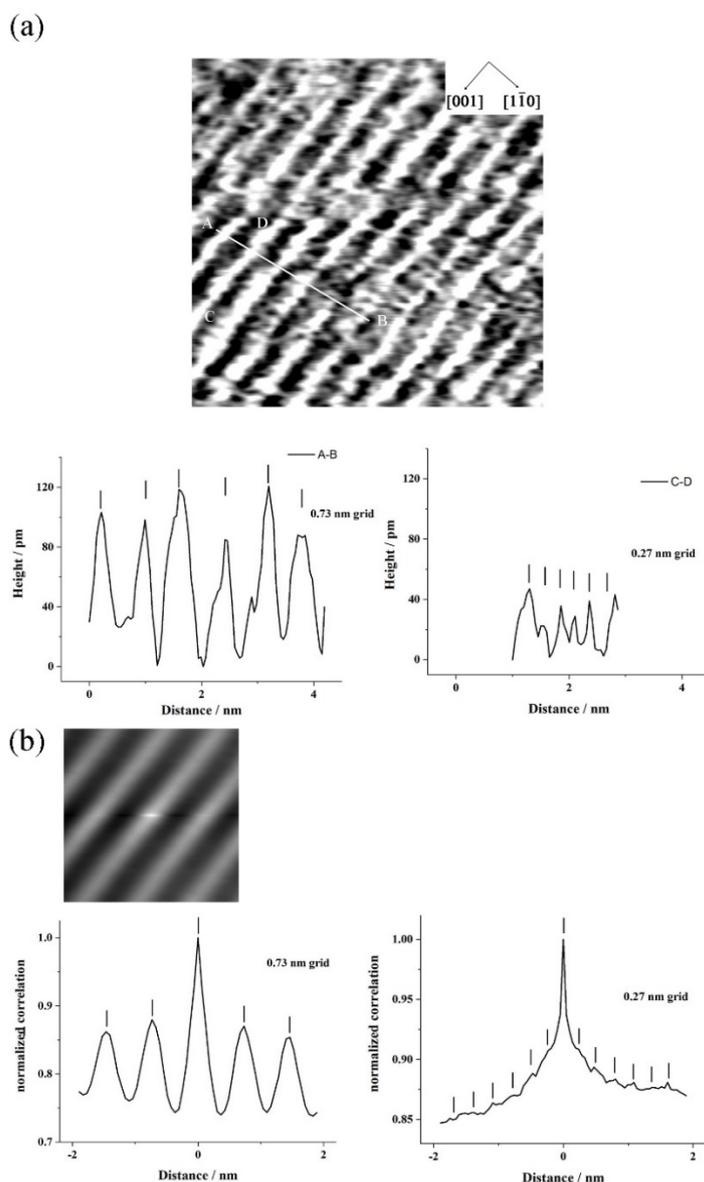 (a)
[001] [11̄0]
A D
B
C
A-B
0.73 nm grid
120
80
40
0
Height / pm
0 2 4
Distance / nm
C-D
0.27 nm grid
120
80
40
0
Height / pm
0 2 4
Distance / nm
(b)
0.73 nm grid
1.0
0.9
0.8
0.7
normalized correlation
-2 0 2
Distance / nm
0.27 nm grid
1.00
0.95
0.90
0.85
normalized correlation
-2 0 2
Distance / nm